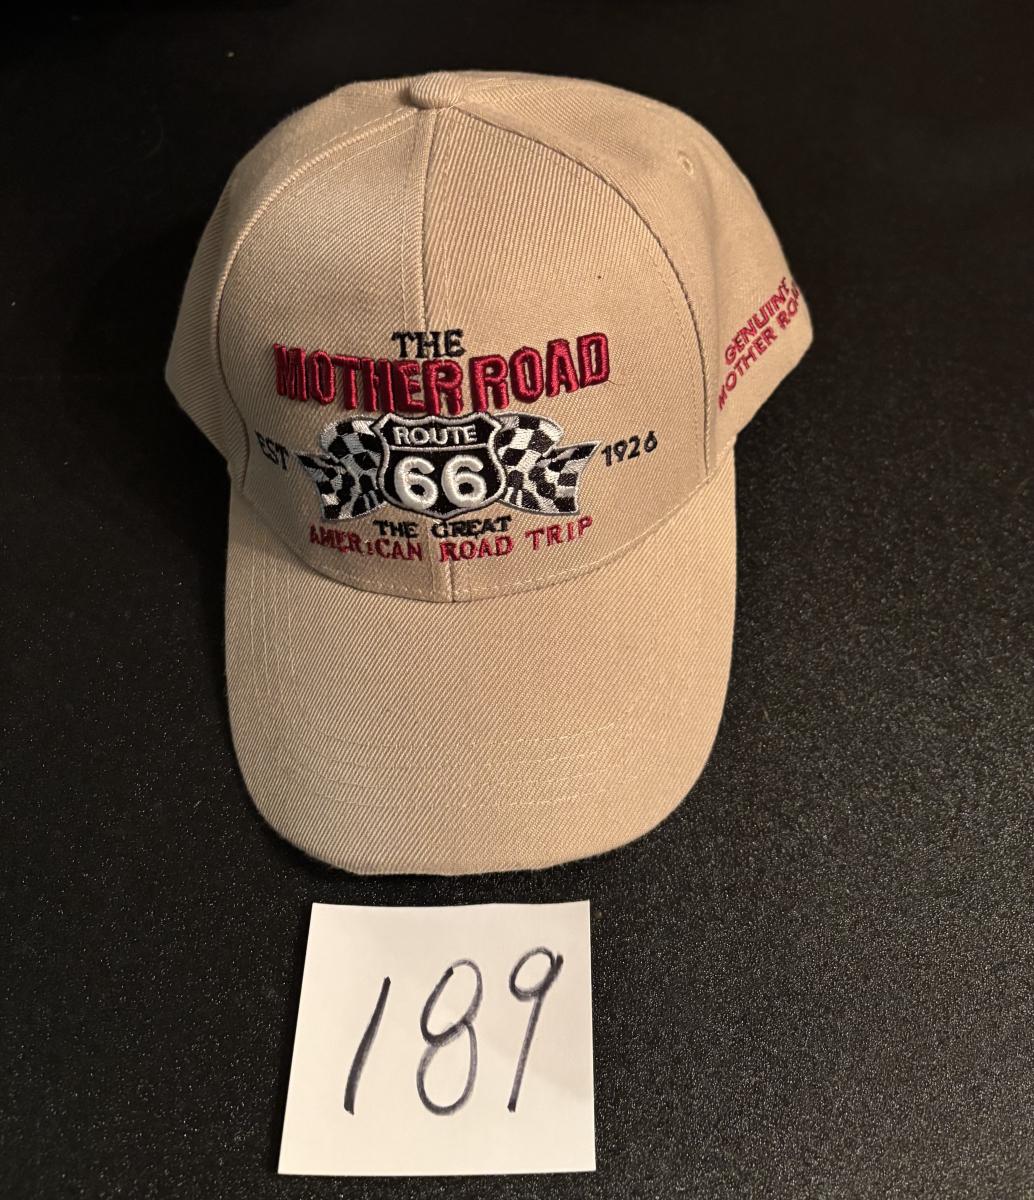 THE
MOTHER ROAD
EST 1926
ROUTE
66
THE GREAT
AMERICAN ROAD TRIP
GENUINE
MOTHER ROAD
189